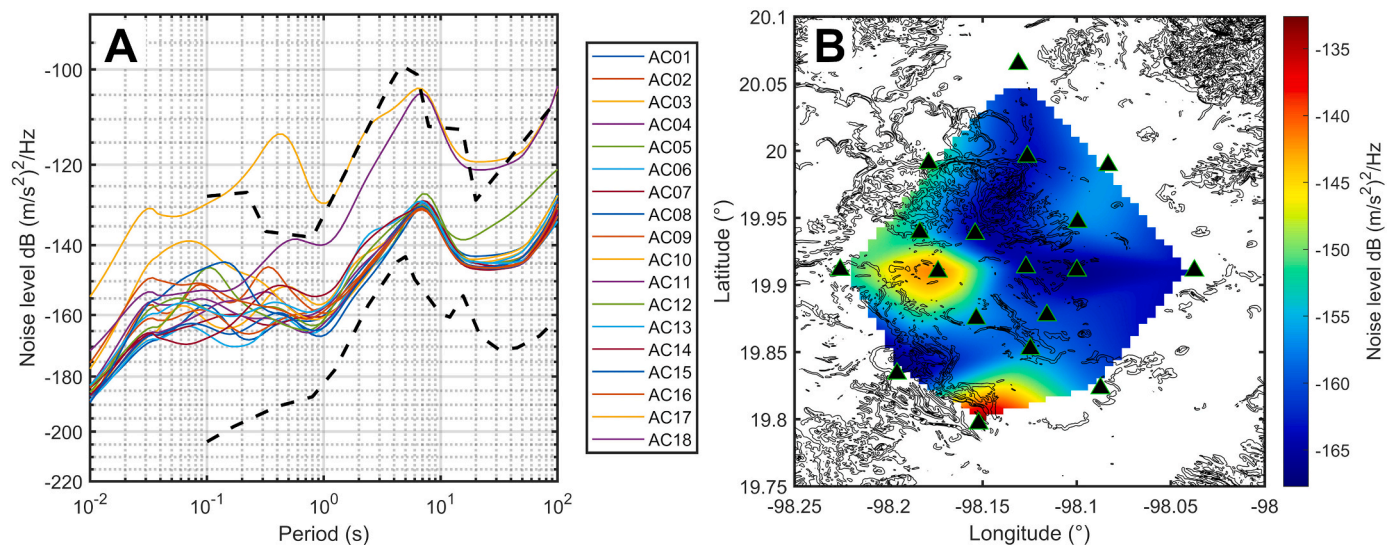 A
-100
-120
-140
-160
-180
-200
-220
10-2
10-1
100
101
102
Period (s)
Noise level dB (m/s2)2/Hz
AC01
AC02
AC03
AC04
AC05
AC06
AC07
AC08
AC09
AC10
AC11
AC12
AC13
AC14
AC15
AC16
AC17
AC18
B
20.1
20.05
20
19.95
19.9
19.85
19.8
19.75
-98.25
-98.2
-98.15
-98.1
-98.05
-98
Longitude (°)
Latitude (°)
-135
-140
-145
-150
-155
-160
-165
Noise level dB (m/s2)2/Hz